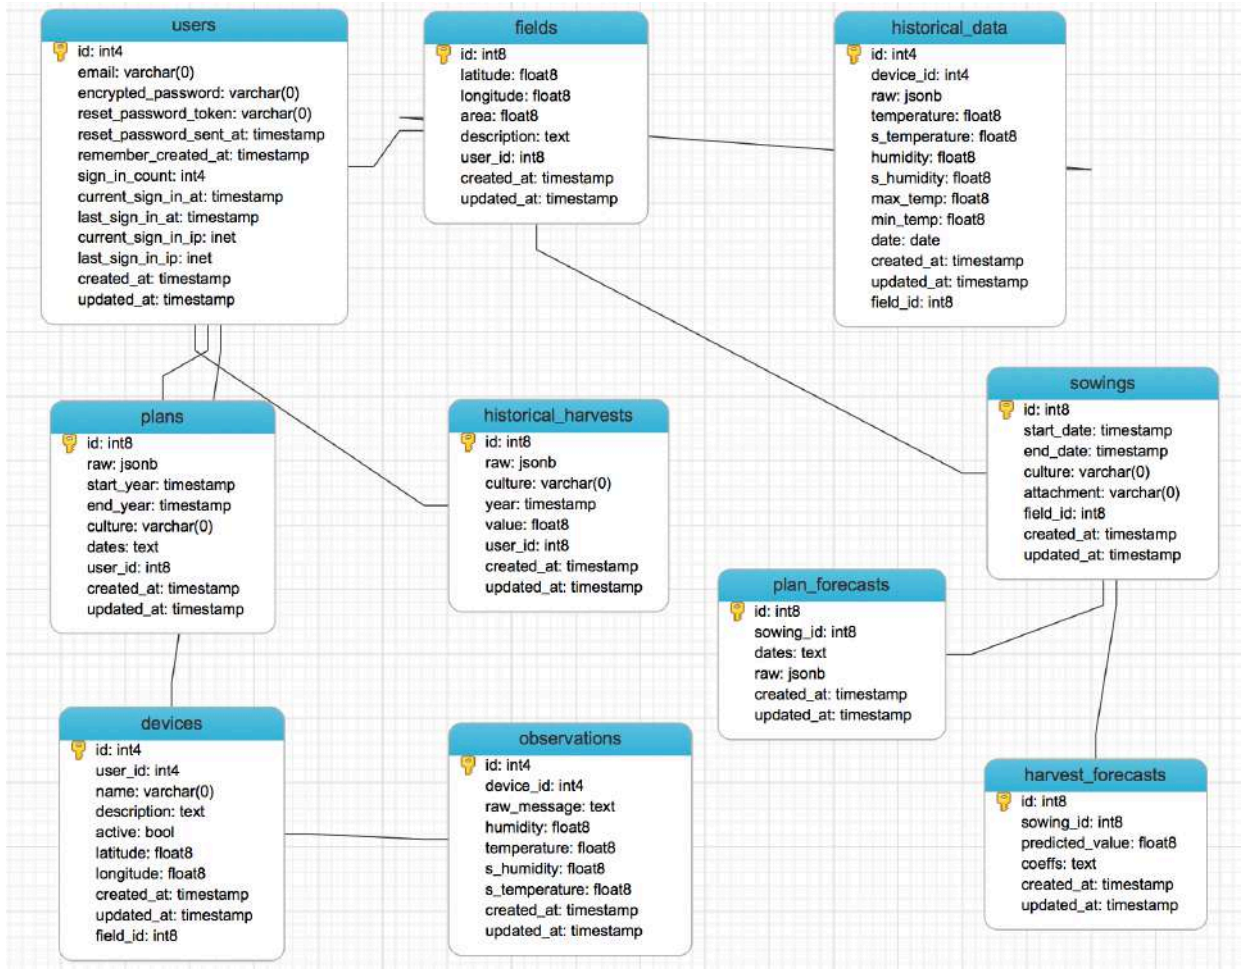 users
id: int4
email: varchar(0)
encrypted_password: varchar(0)
reset_password_token: varchar(0)
reset_password_sent_at: timestamp
remember_created_at: timestamp
sign_in_count: int4
current_sign_in_at: timestamp
last_sign_in_at: timestamp
current_sign_in_ip: inet
last_sign_in_ip: inet
created_at: timestamp
updated_at: timestamp
fields
id: int8
latitude: float8
longitude: float8
area: float8
description: text
user_id: int8
created_at: timestamp
updated_at: timestamp
historical_data
id: int4
device_id: int4
raw: jsonb
temperature: float8
s_temperature: float8
humidity: float8
s_humidity: float8
max_temp: float8
min_temp: float8
date: date
created_at: timestamp
updated_at: timestamp
field_id: int8
plans
id: int8
raw: jsonb
start_year: timestamp
end_year: timestamp
culture: varchar(0)
dates: text
user_id: int8
created_at: timestamp
updated_at: timestamp
historical_harvests
id: int8
raw: jsonb
culture: varchar(0)
year: timestamp
value: float8
user_id: int8
created_at: timestamp
updated_at: timestamp
sowings
id: int8
start_date: timestamp
end_date: timestamp
culture: varchar(0)
attachment: varchar(0)
field_id: int8
created_at: timestamp
updated_at: timestamp
plan_forecasts
id: int8
sowing_id: int8
dates: text
raw: jsonb
created_at: timestamp
updated_at: timestamp
devices
id: int4
user_id: int4
name: varchar(0)
description: text
active: bool
latitude: float8
longitude: float8
created_at: timestamp
updated_at: timestamp
field_id: int8
observations
id: int4
device_id: int4
raw_message: text
humidity: float8
temperature: float8
s_humidity: float8
s_temperature: float8
created_at: timestamp
updated_at: timestamp
harvest_forecasts
id: int8
sowing_id: int8
predicted_value: float8
coeffs: text
created_at: timestamp
updated_at: timestamp